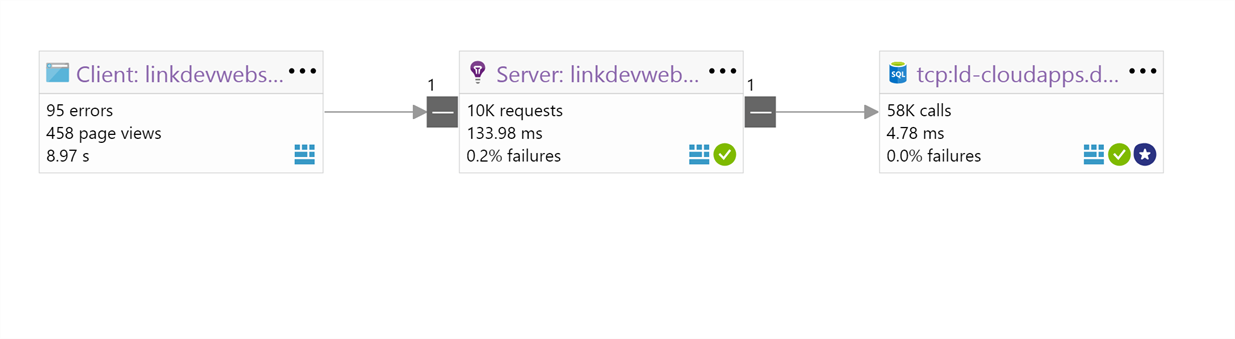 Client: linkdevwebs...
95 errors
458 page views
8.97 s
1
Server: linkdevweb...
10K requests
133.98 ms
0.2% failures
1
SQL
tcp:ld-cloudapps.d...
58K calls
4.78 ms
0.0% failures